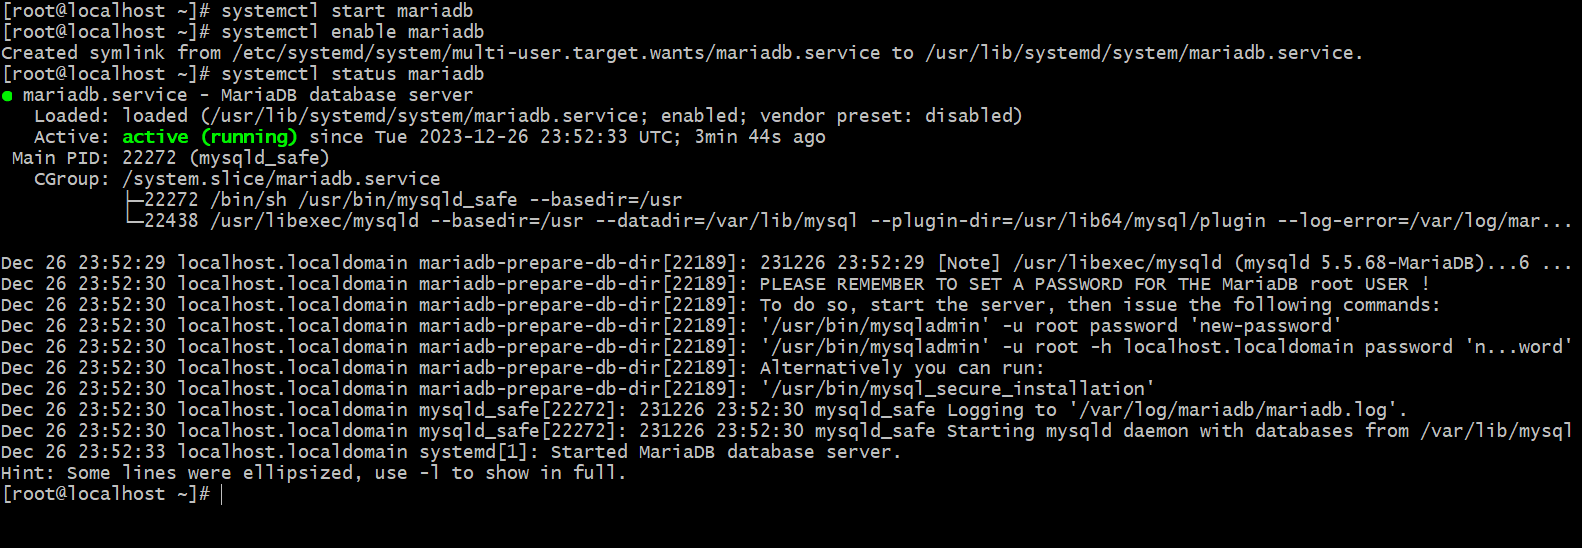 [root@localhost ~]# systemctl start mariadb
[root@localhost ~]# systemctl enable mariadb
Created symlink from /etc/systemd/system/multi-user.target.wants/mariadb.service to /usr/lib/systemd/system/mariadb.service.
[root@localhost ~]# systemctl status mariadb
● mariadb.service - MariaDB database server
   Loaded: loaded (/usr/lib/systemd/system/mariadb.service; enabled; vendor preset: disabled)
   Active: active (running) since Tue 2023-12-26 23:52:33 UTC; 3min 44s ago
 Main PID: 22272 (mysqld_safe)
   CGroup: /system.slice/mariadb.service
           ├─22272 /bin/sh /usr/bin/mysqld_safe --basedir=/usr
           └─22438 /usr/libexec/mysqld --basedir=/usr --datadir=/var/lib/mysql --plugin-dir=/usr/lib64/mysql/plugin --log-error=/var/log/mar...
Dec 26 23:52:29 localhost.localdomain mariadb-prepare-db-dir[22189]: 231226 23:52:29 [Note] /usr/libexec/mysqld (mysqld 5.5.68-MariaDB)...6 ...
Dec 26 23:52:30 localhost.localdomain mariadb-prepare-db-dir[22189]: PLEASE REMEMBER TO SET A PASSWORD FOR THE MariaDB root USER !
Dec 26 23:52:30 localhost.localdomain mariadb-prepare-db-dir[22189]: To do so, start the server, then issue the following commands:
Dec 26 23:52:30 localhost.localdomain mariadb-prepare-db-dir[22189]: '/usr/bin/mysqladmin' -u root password 'new-password'
Dec 26 23:52:30 localhost.localdomain mariadb-prepare-db-dir[22189]: '/usr/bin/mysqladmin' -u root -h localhost.localdomain password 'n...word'
Dec 26 23:52:30 localhost.localdomain mariadb-prepare-db-dir[22189]: Alternatively you can run:
Dec 26 23:52:30 localhost.localdomain mariadb-prepare-db-dir[22189]: '/usr/bin/mysql_secure_installation'
Dec 26 23:52:30 localhost.localdomain mysqld_safe[22272]: 231226 23:52:30 mysqld_safe Logging to '/var/log/mariadb/mariadb.log'.
Dec 26 23:52:30 localhost.localdomain mysqld_safe[22272]: 231226 23:52:30 mysqld_safe Starting mysqld daemon with databases from /var/lib/mysql
Dec 26 23:52:33 localhost.localdomain systemd[1]: Started MariaDB database server.
Hint: Some lines were ellipsized, use -l to show in full.
[root@localhost ~]#